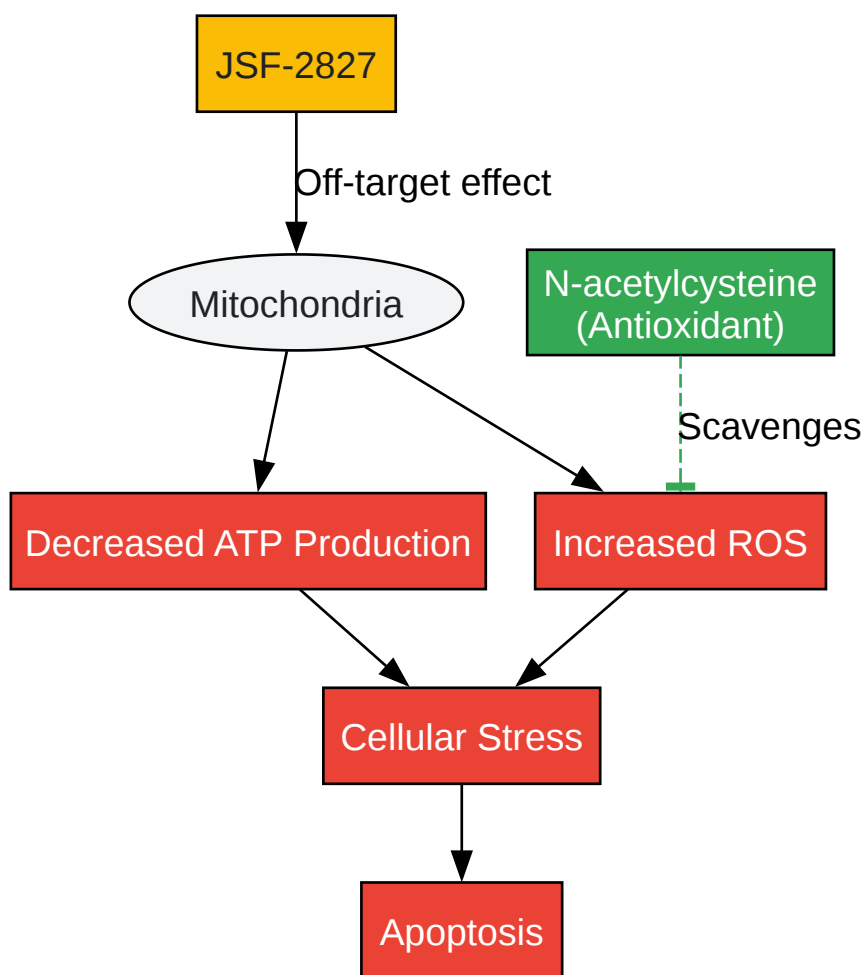 JSF-2827
Off-target effect
Mitochondria
N-acetylcysteine
(Antioxidant)
Scavenges
Decreased ATP Production
Increased ROS
Cellular Stress
Apoptosis